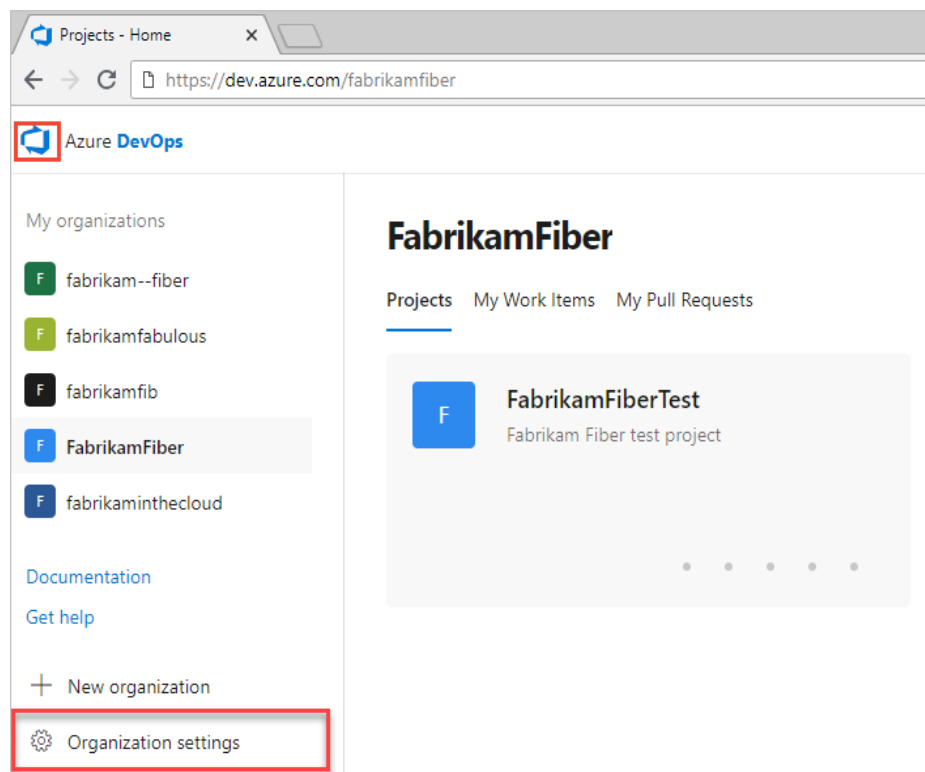 Projects - Home
https://dev.azure.com/fabrikamfiber
Azure DevOps
My organizations
F fabrikam--fiber
F fabrikamfabulous
F fabrikamfib
F FabrikamFiber
F fabrikaminthecloud
Documentation
Get help
New organization
Organization settings
FabrikamFiber
Projects My Work Items My Pull Requests
F
FabrikamFiberTest
Fabrikam Fiber test project